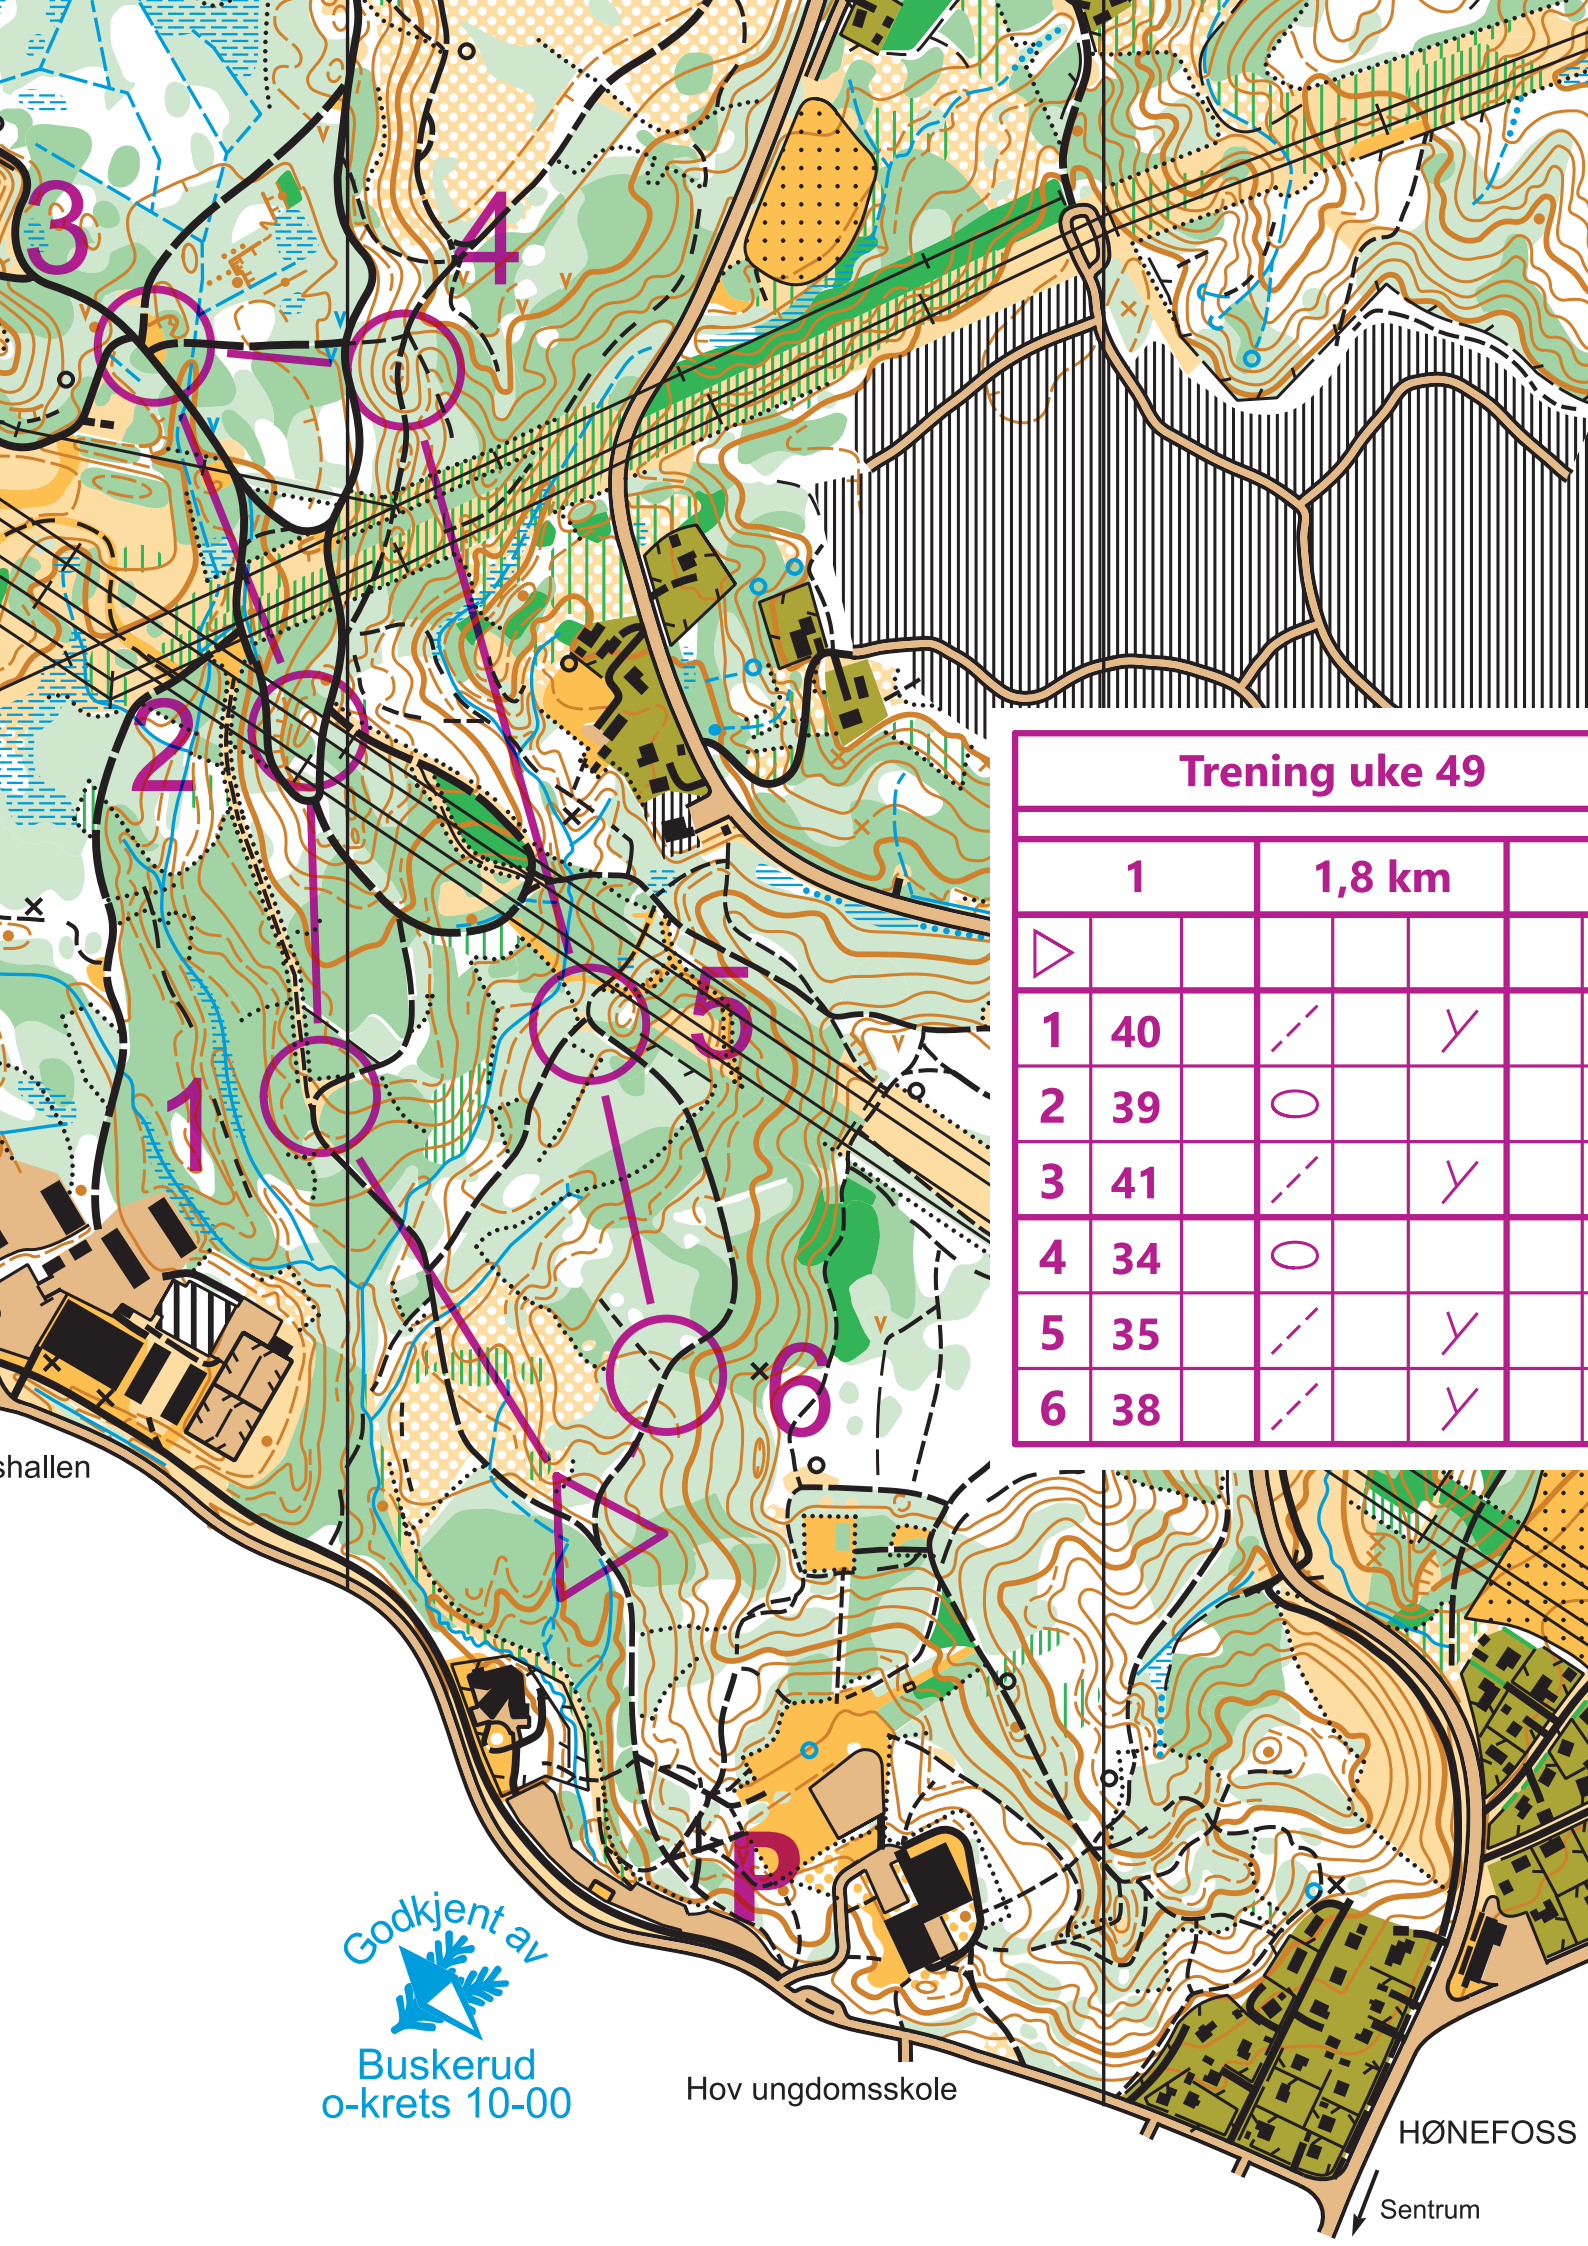 3
4
2
5
1
6
P
Trening uke 49
1 1,8 km
1 40
2 39
3 41
4 34
5 35
6 38
shallen
Godkjent av
Buskerud
o-krets 10-00
Hov ungdomsskole
HØNEFOSS
Sentrum